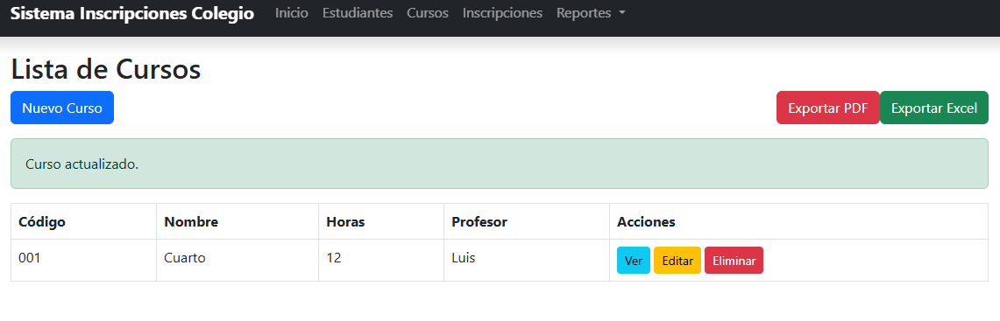 Sistema Inscripciones Colegio Inicio Estudiantes Cursos Inscripciones Reportes
Lista de Cursos
Nuevo Curso Exportar PDF Exportar Excel
Curso actualizado.
Código Nombre Horas Profesor Acciones
001 Cuarto 12 Luis Ver Editar Eliminar